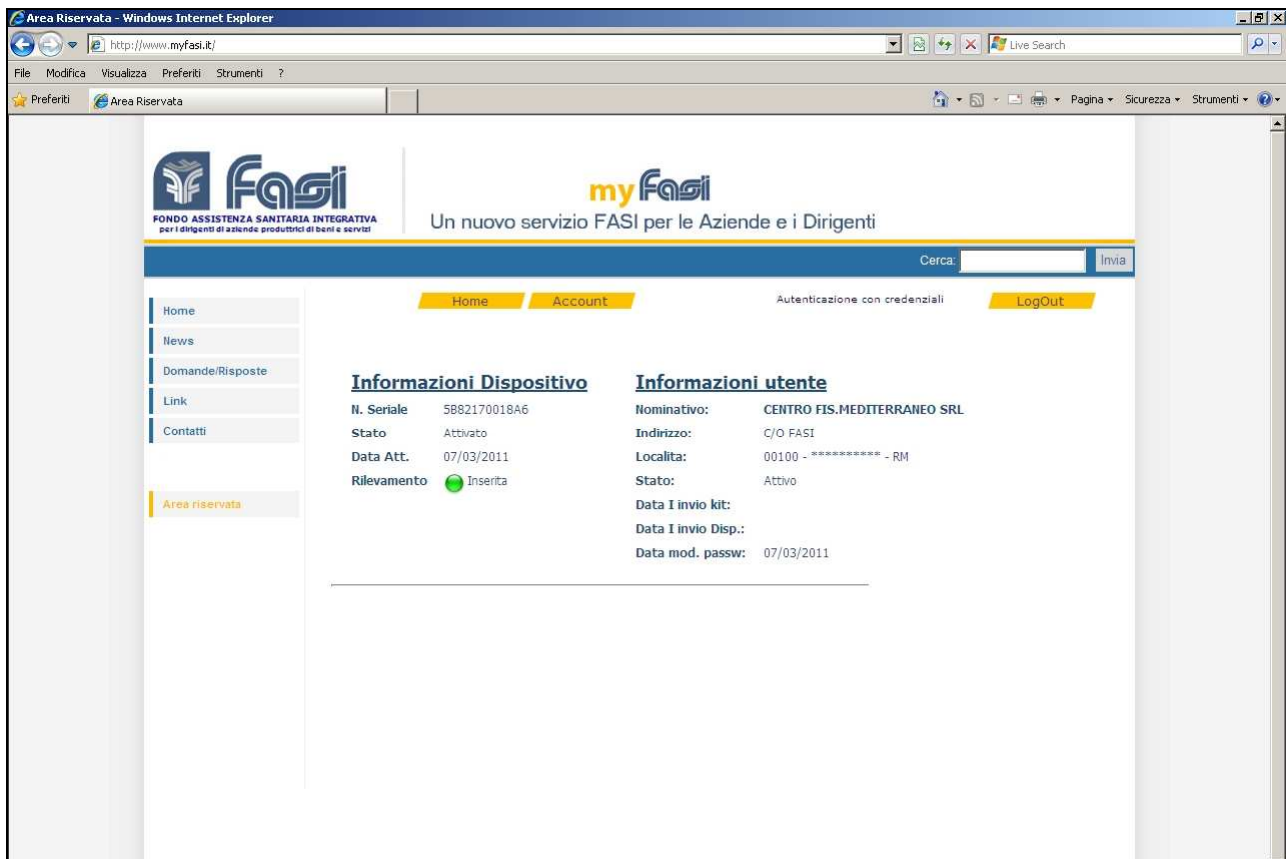 Area Riservata - Windows Internet Explorer
http://www.myfasi.it/
Live Search
File Modifica Visualizza Preferiti Strumenti ?
Preferiti Area Riservata Pagina Sicurezza Strumenti
Fasi
FONDO ASSISTENZA SANITARIA INTEGRATIVA
per i dirigenti di aziende produttrici di beni e servizi
my Fasi
Un nuovo servizio FASI per le Aziende e i Dirigenti
Cerca: Invia
Home Account Autenticazione con credenziali LogOut
Home
News
Domande/Risposte
Link
Contatti
Area riservata
Informazioni Dispositivo
N. Seriale 5B82170018A6
Stato Attivato
Data Att. 07/03/2011
Rilevamento Inserita
Informazioni utente
Nominativo: CENTRO FIS.MEDITERRANEO SRL
Indirizzo: C/O FASI
Localita: 00100 - ********** - RM
Stato: Attivo
Data I invio kit:
Data I invio Disp.:
Data mod. passw: 07/03/2011